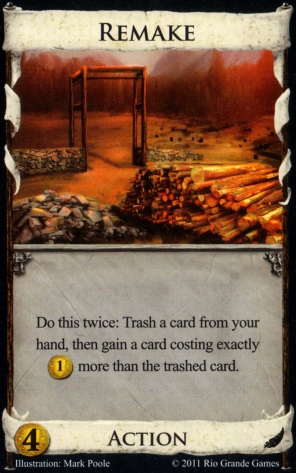 REMAKE
Do this twice: Trash a card from your
hand, then gain a card costing exactly
1 more than the trashed card.
4 ACTION
Illustration: Mark Poole © 2011 Rio Grande Games